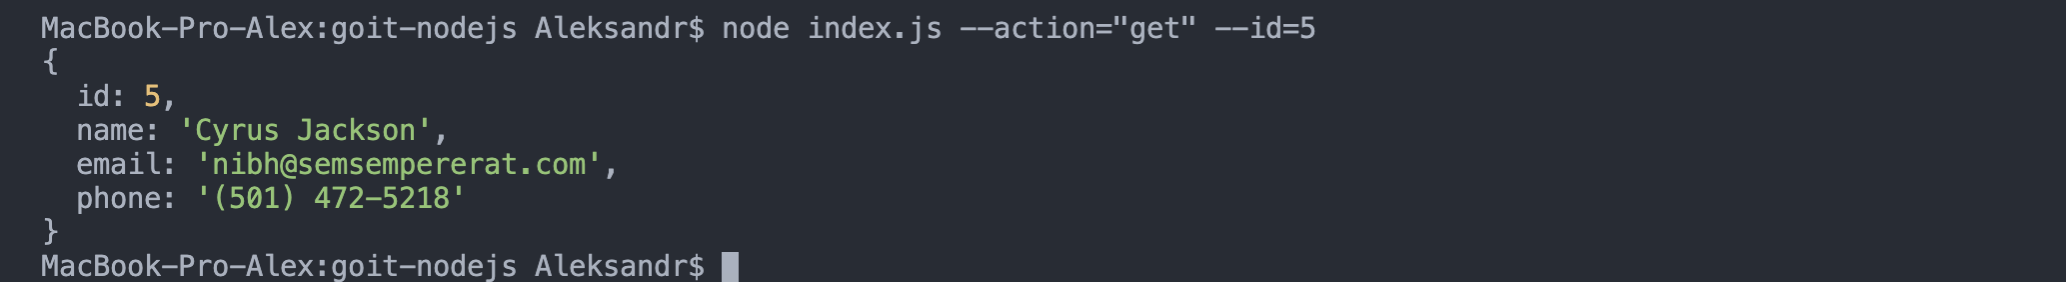 MacBook-Pro-Alex:goit-nodejs Aleksandr$ node index.js --action="get" --id=5
{
  id: 5,
  name: 'Cyrus Jackson',
  email: 'nibh@semsempererat.com',
  phone: '(501) 472-5218'
}
MacBook-Pro-Alex:goit-nodejs Aleksandr$